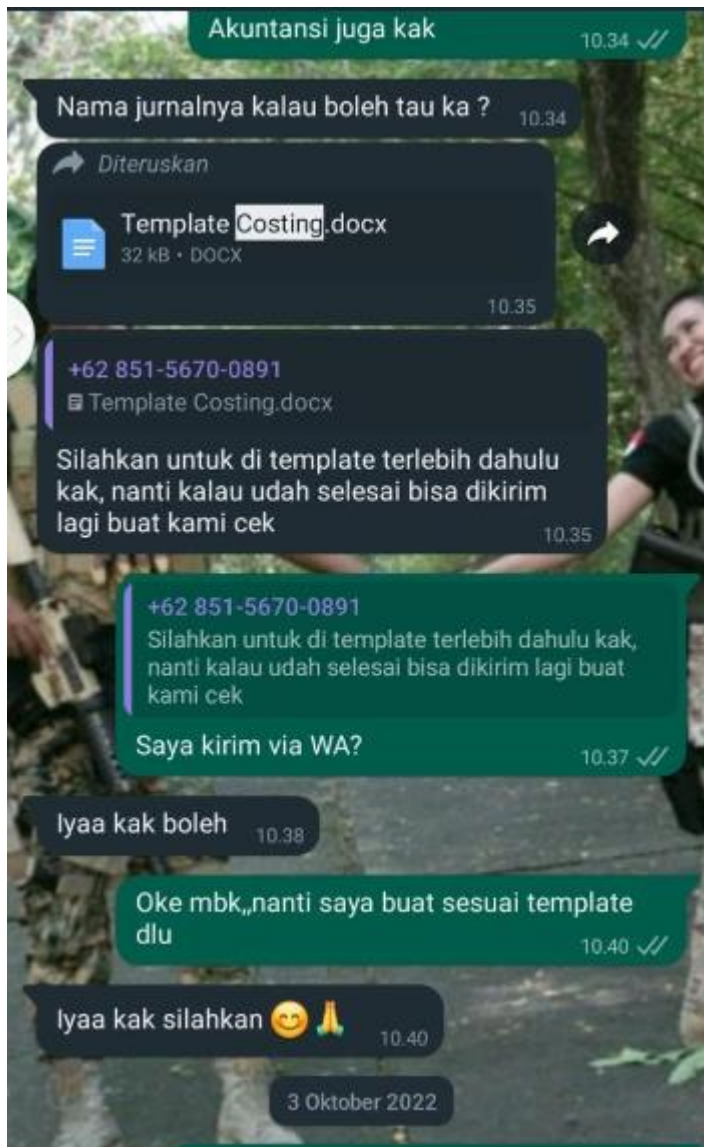 Akuntansi juga kak
10.34
Nama jurnalnya kalau boleh tau ka ?
10.34
Diteruskan
Template Costing.docx
32 kB • DOCX
10.35
+62 851-5670-0891
Template Costing.docx
Silahkan untuk di template terlebih dahulu
kak, nanti kalau udah selesai bisa dikirim
lagi buat kami cek
10.35
+62 851-5670-0891
Silahkan untuk di template terlebih dahulu kak,
nanti kalau udah selesai bisa dikirim lagi buat
kami cek
Saya kirim via WA?
10.37
Iyaa kak boleh
10.38
Oke mbk,,nanti saya buat sesuai template
dlu
10.40
Iyaa kak silahkan 😊🙏
10.40
3 Oktober 2022